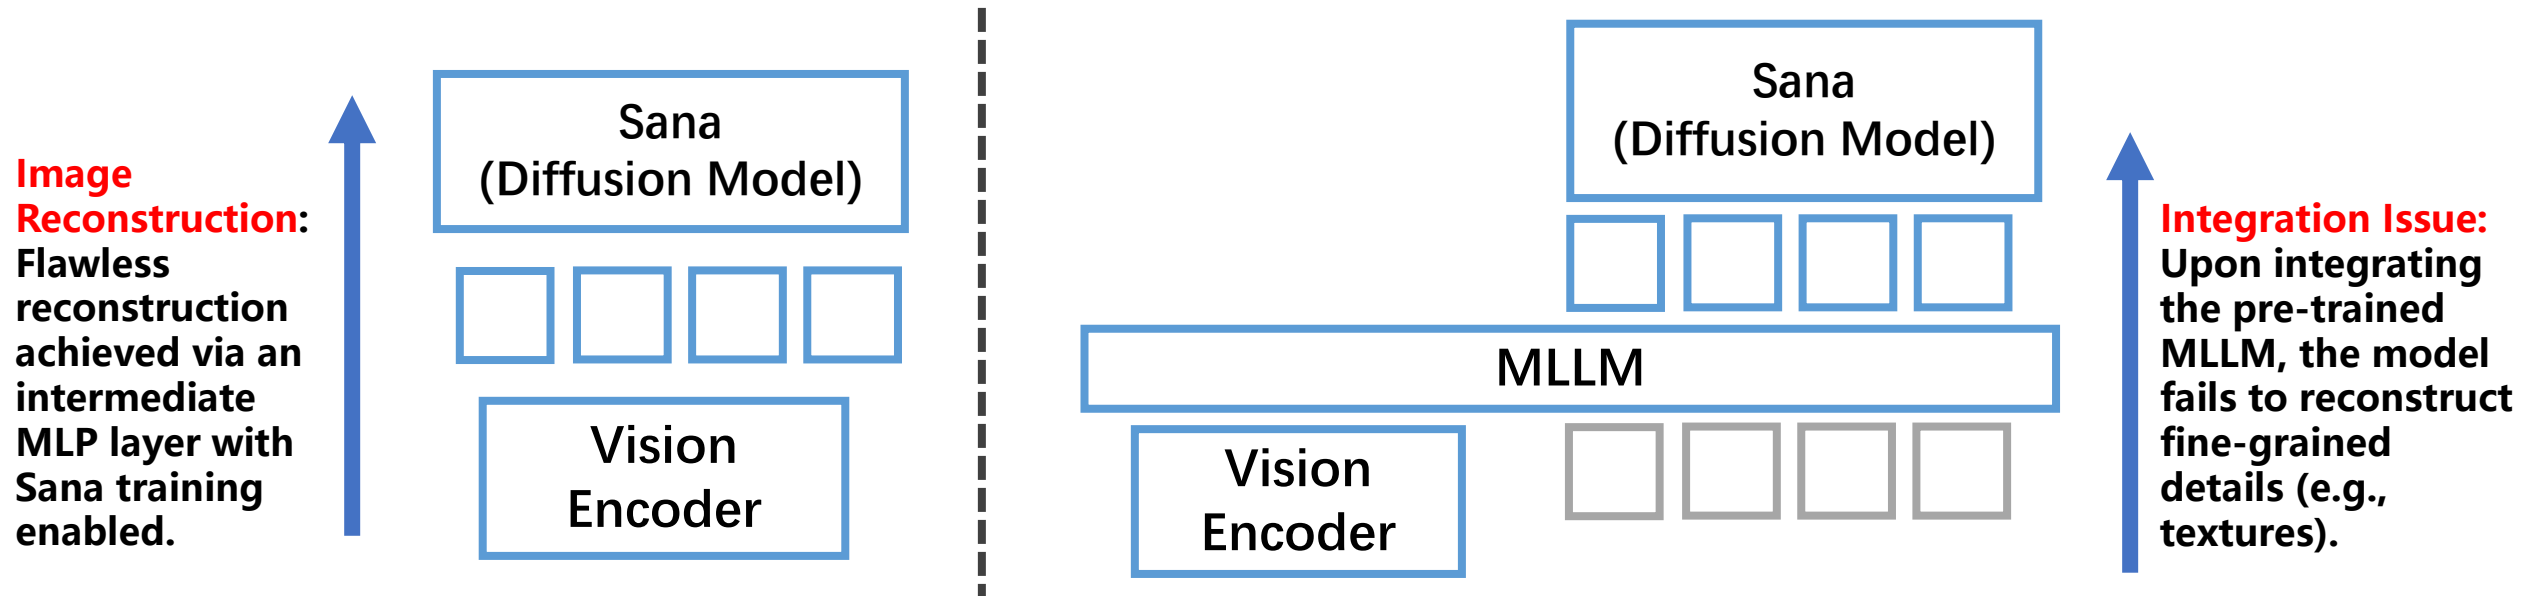 Image
Reconstruction:
Flawless
reconstruction
achieved via an
intermediate
MLP layer with
Sana training
enabled.
Sana
(Diffusion Model)
Vision
Encoder
Sana
(Diffusion Model)
MLLM
Vision
Encoder
Integration Issue:
Upon integrating
the pre-trained
MLLM, the model
fails to reconstruct
fine-grained
details (e.g.,
textures).